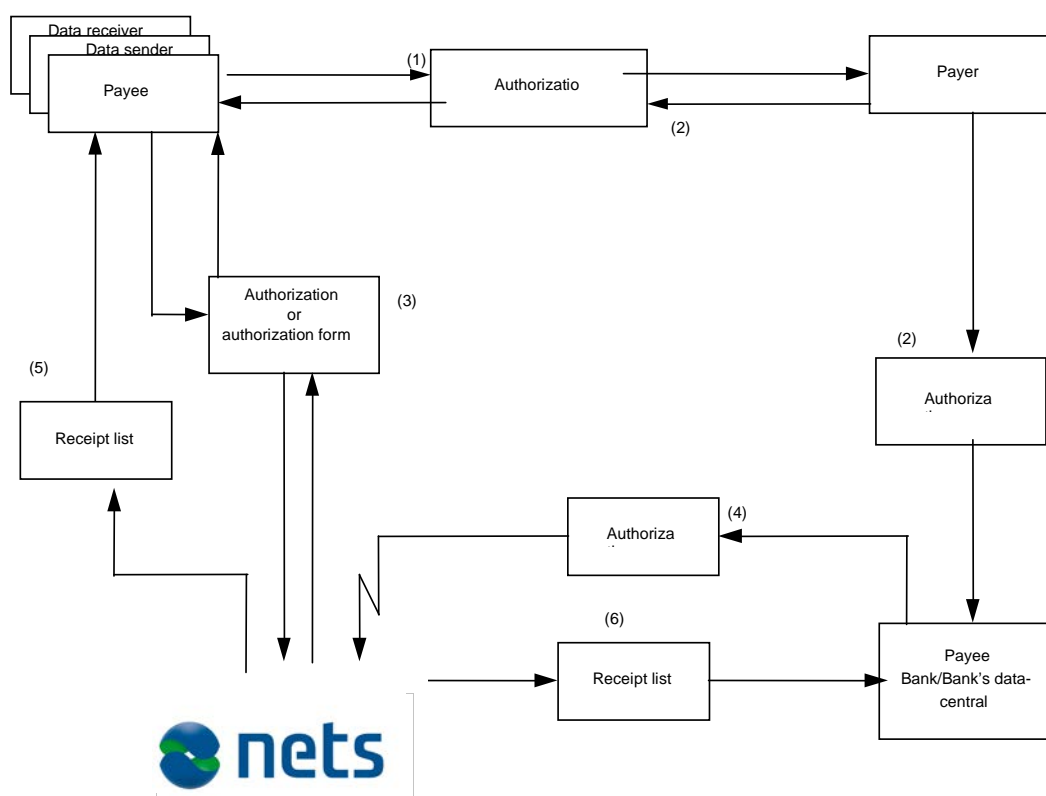 Data receiver
Data sender
Payee
(1)
Authorizatio
Payer
(2)
Authorization
or
authorization form
(3)
(2)
Authoriza
(5)
Receipt list
Authoriza
(4)
(6)
Receipt list
Payee
Bank/Bank's data-
central
nets